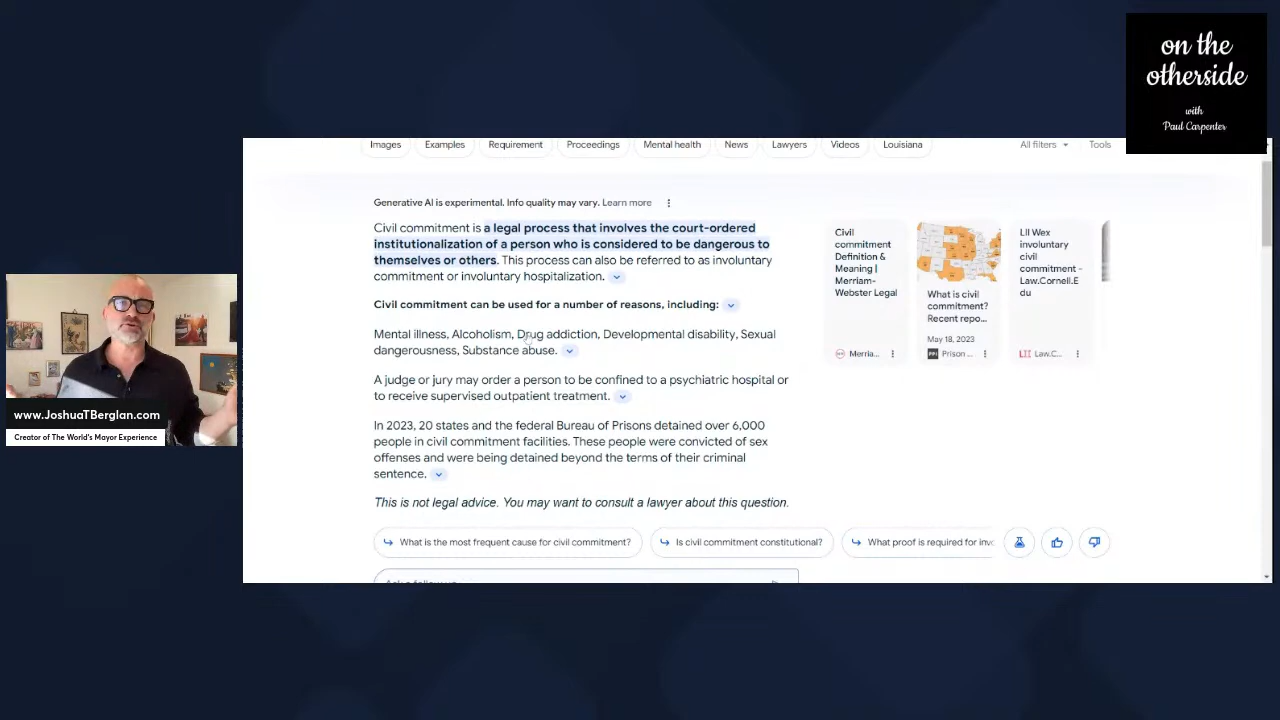 on the
otherside
with
Paul Carpenter
Images Examples Requirement Proceedings Mental health News Lawyers Videos Louisiana All filters Tools
Generative AI is experimental. Info quality may vary. Learn more
Civil commitment is a legal process that involves the court-ordered
institutionalization of a person who is considered to be dangerous to
themselves or others. This process can also be referred to as involuntary
commitment or involuntary hospitalization.
Civil commitment can be used for a number of reasons, including:
Mental illness, Alcoholism, Drug addiction, Developmental disability, Sexual
dangerousness, Substance abuse.
A judge or jury may order a person to be confined to a psychiatric hospital or
to receive supervised outpatient treatment.
In 2023, 20 states and the federal Bureau of Prisons detained over 6,000
people in civil commitment facilities. These people were convicted of sex
offenses and were being detained beyond the terms of their criminal
sentence.
This is not legal advice. You may want to consult a lawyer about this question.
Civil
commitment
Definition &
Meaning |
Merriam-
Webster Legal
Merria...
What is civil
commitment?
Recent repo...
May 18, 2023
PPI Prison ...
LII Wex
involuntary
civil
commitment -
Law.Cornell.E
du
LII Law.C...
What is the most frequent cause for civil commitment?
Is civil commitment constitutional?
What proof is required for
www.JoshuaTBerglan.com
Creator of The World's Mayor Experience